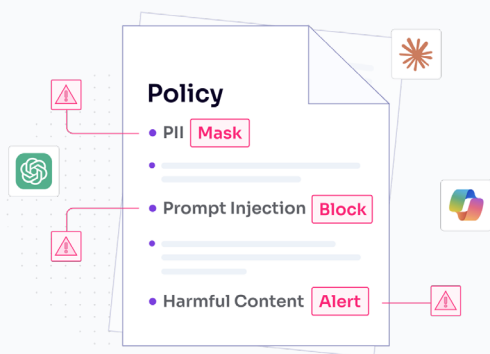 Policy
PII Mask
Prompt Injection Block
Harmful Content Alert